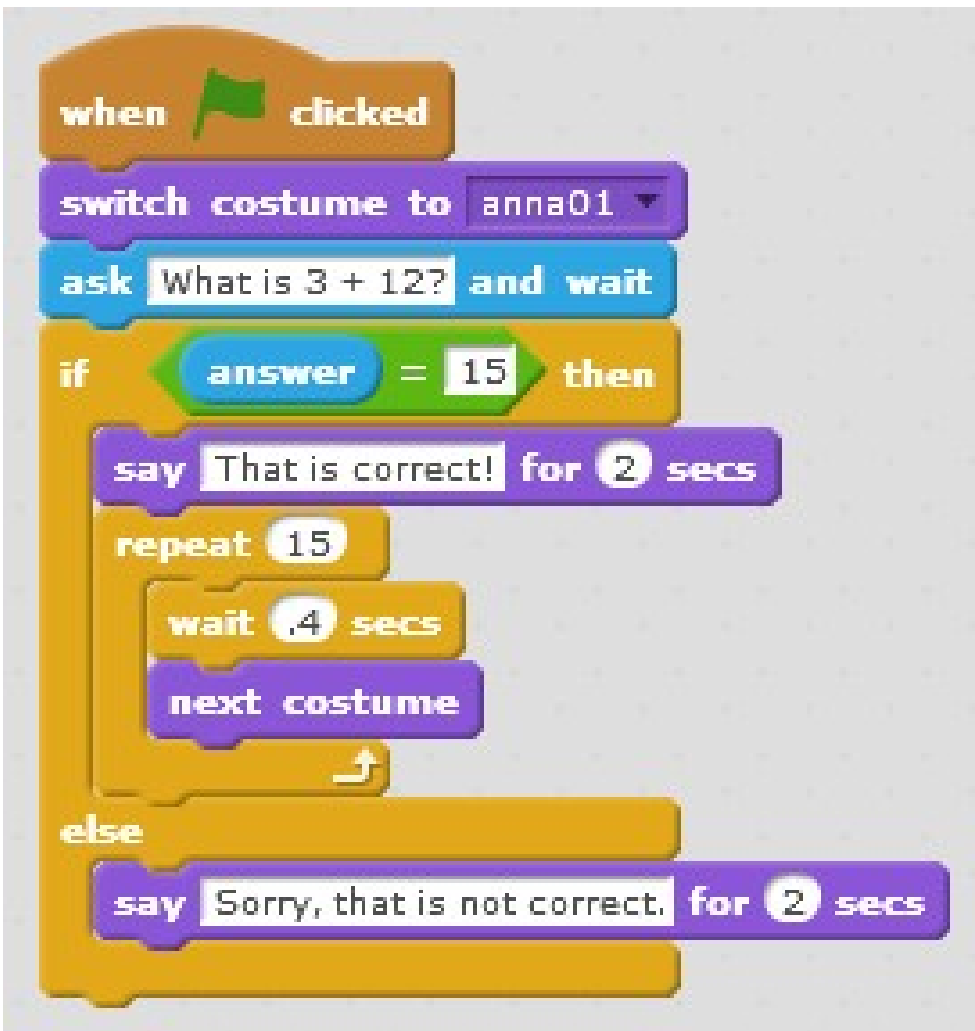 when clicked
switch costume to anna01
ask What is 3 + 12? and wait
if answer = 15 then
say That is correct! for 2 secs
repeat 15
wait .4 secs
next costume
else
say Sorry, that is not correct. for 2 secs